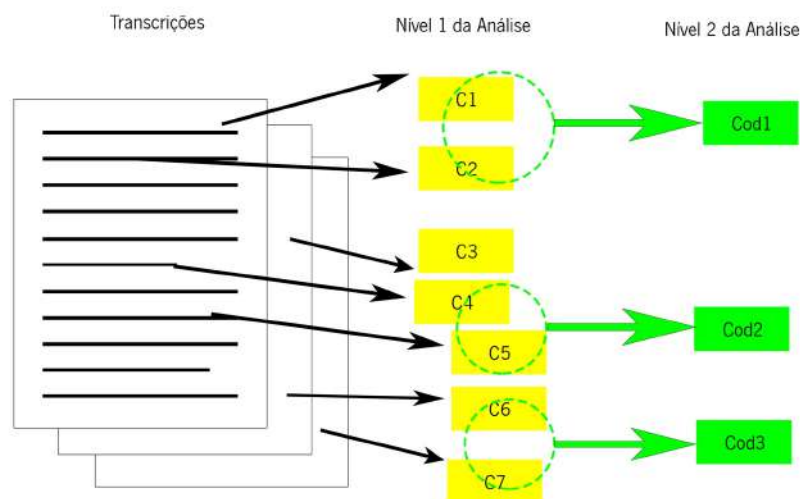 Transcrições
Nível 1 da Análise
Nível 2 da Análise
C1
Cod1
C2
C3
C4
Cod2
C5
C6
Cod3
C7